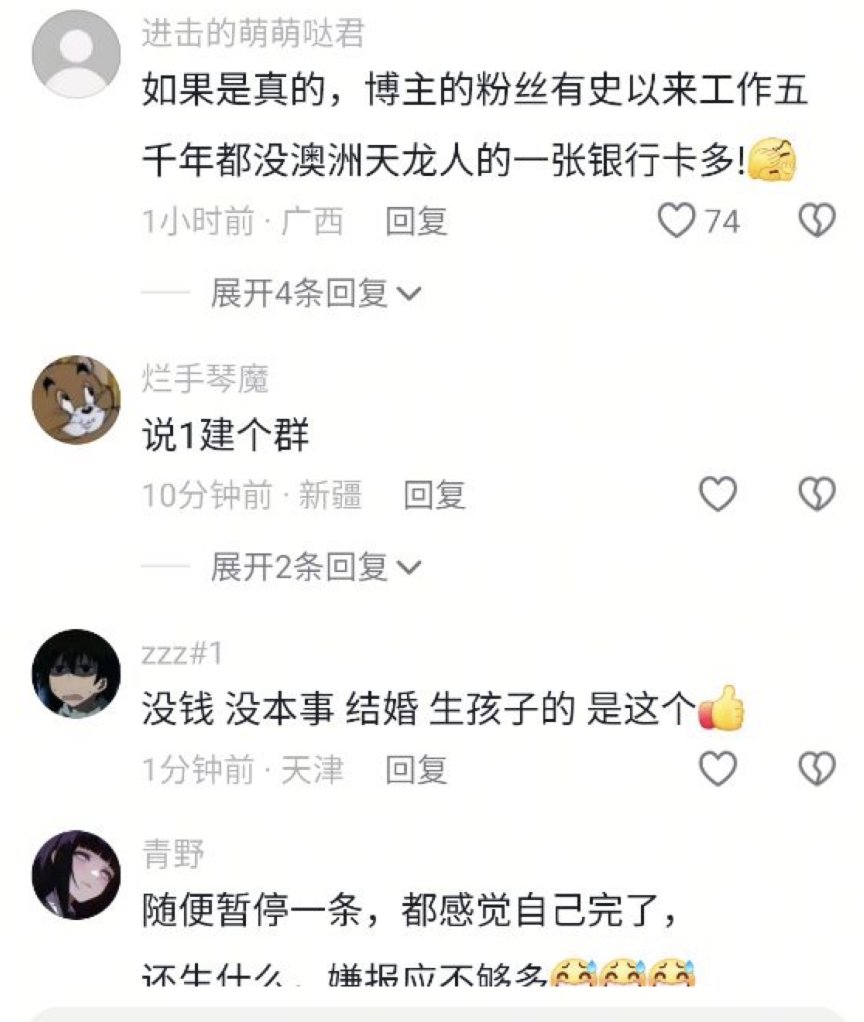 进击的萌萌哒君
如果是真的，博主的粉丝有史以来工作五
千年都没澳洲天龙人的一张银行卡多!
1小时前 · 广西 回复 74
展开4条回复
烂手琴魔
说1建个群
10分钟前 · 新疆 回复
展开2条回复
zzz#1
没钱 没本事 结婚 生孩子的 是这个
1分钟前 · 天津 回复
青野
随便暂停一条，都感觉自己完了，
还生什么，嫌报应不够多